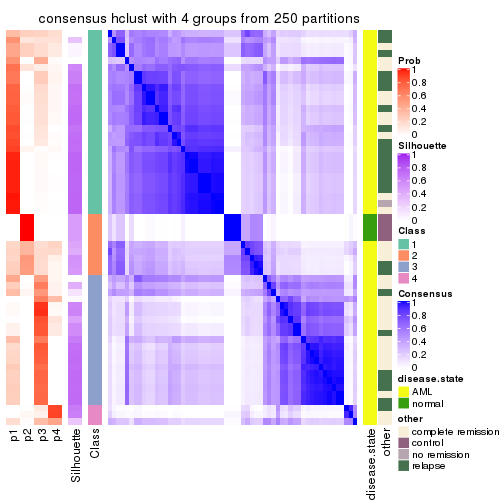 consensus hclust with 4 groups from 250 partitions
Prob
1
0.8
0.6
0.4
0.2
0
Silhouette
1
0.8
0.6
0.4
0.2
0
Class
1
2
3
4
Consensus
1
0.8
0.6
0.4
0.2
0
disease.state
AML
normal
other
complete remission
control
no remission
relapse
p1
p2
p3
p4
Silhouette
Class
disease.state
other